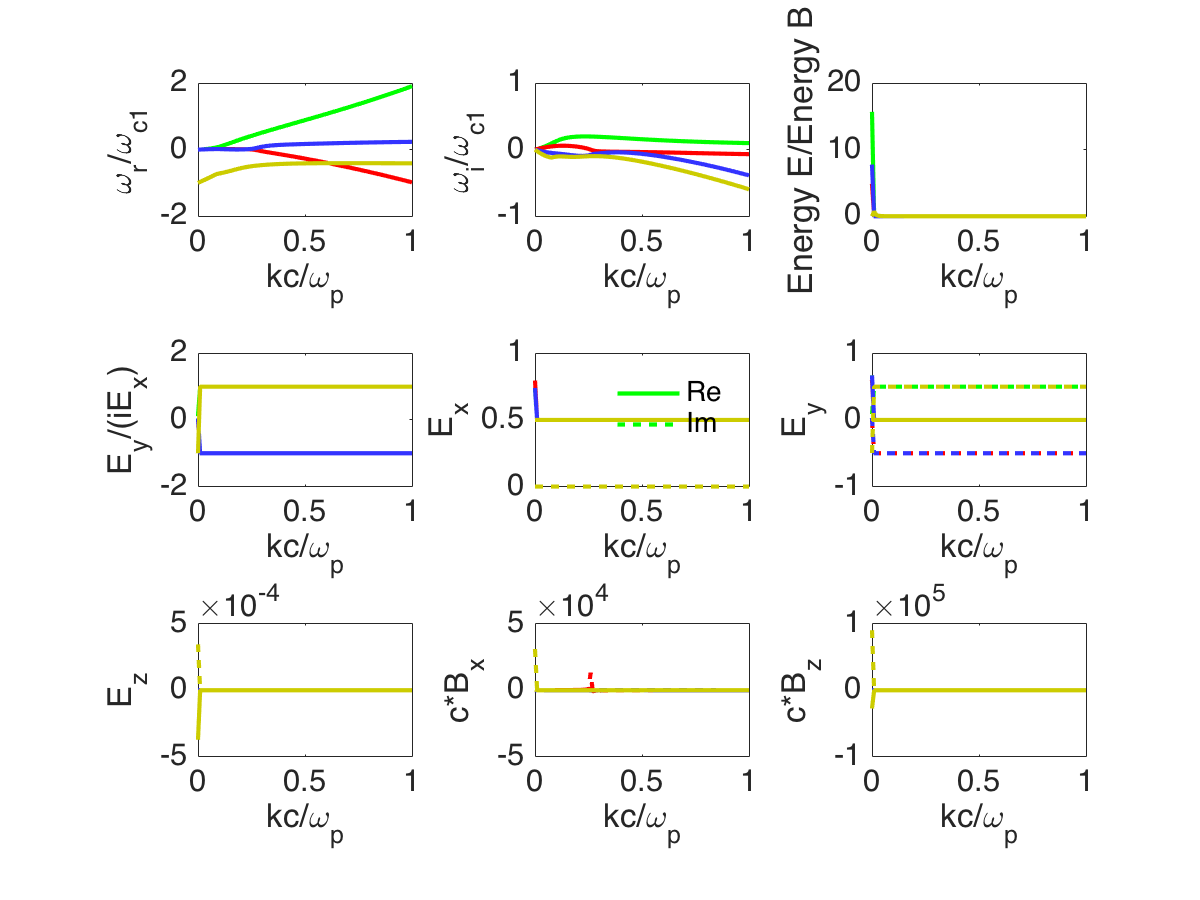 2
0
-2
0
0.5
1
ω_r/ω_c1
kc/ω_p
1
0
-1
0
0.5
1
ω_i/ω_c1
kc/ω_p
20
10
0
0
0.5
1
Energy E/Energy B
kc/ω_p
2
0
-2
0
0.5
1
E_y/(iE_x)
kc/ω_p
1
0.5
0
0
0.5
1
E_x
kc/ω_p
Re
Im
1
0
-1
0
0.5
1
E_y
kc/ω_p
×10^-4
5
0
-5
0
0.5
1
E_z
kc/ω_p
×10^4
5
0
-5
0
0.5
1
c*B_x
kc/ω_p
×10^5
1
0
-1
0
0.5
1
c*B_z
kc/ω_p